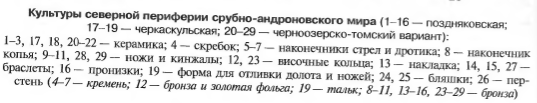 Культуры северной периферии срубно-андроновского мира (1–16 — поздняковская;
17–19 — черкаскульская; 20–29 — черноозерско-томский вариант):
1–3, 17, 18, 20–22 — керамика; 4 — скребок; 5–7 — наконечники стрел и дротика; 8 — наконечник
копья; 9–11, 28, 29 — ножи и кинжалы; 12, 23 — височные кольца; 13 — накладка; 14, 15, 27 —
браслеты; 16 — пронизки; 19 — форма для отливки долота и ножей; 24, 25 — бляшки; 26 — пер-
стень (4–7 — кремень; 12 — бронза и золотая фольга; 19 — тальк; 8–11, 13–16, 23–29 — бронза)